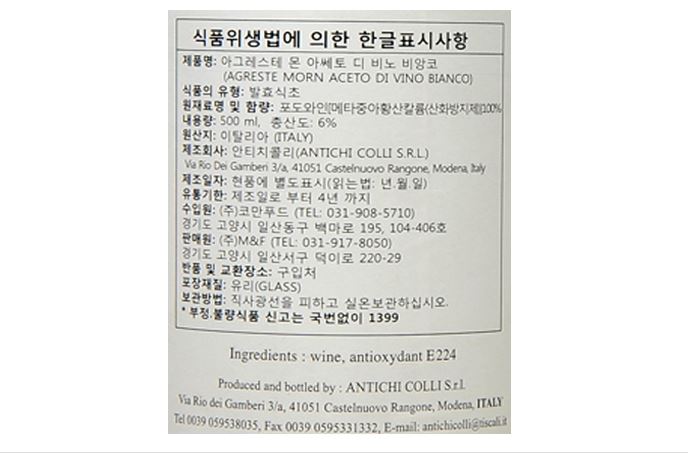 식품위생법에 의한 한글표시사항
제품명: 아그레스테 몬 아쎄토 디 비노 비앙코
(AGRESTE MORN ACETO DI VINO BIANCO)
식품의 유형: 발효식초
원재료명 및 함량: 포도와인[메타중아황산칼륨(산화방지제)]100%
내용량: 500 ml, 총산도: 6%
원산지: 이탈리아 (ITALY)
제조회사: 안티치콜리(ANTICHI COLLI S.R.L.)
Via Rio Dei Gamberi 3/a, 41051 Castelnuovo Rangone, Modena, Italy
제조일자: 현품에 별도표시(읽는법: 년.월.일)
유통기한: 제조일로 부터 4년 까지
수입원: (주)코만푸드 (TEL: 031-908-5710)
경기도 고양시 일산동구 백마로 195, 104-406호
판매원: (주)M&F (TEL: 031-917-8050)
경기도 고양시 일산서구 덕이로 220-29
반품 및 교환장소: 구입처
포장재질: 유리(GLASS)
보관방법: 직사광선을 피하고 실온보관하십시오.
* 부정.불량식품 신고는 국번없이 1399
Ingredients : wine, antioxydant E224
Produced and bottled by : ANTICHI COLLI S.r.l.
Via Rio dei Gamberi 3/a, 41051 Castelnuovo Rangone, Modena, ITALY
Tel 0039 059538035, Fax 0039 0595331332, E-mail: antichicolli@tiscali.it